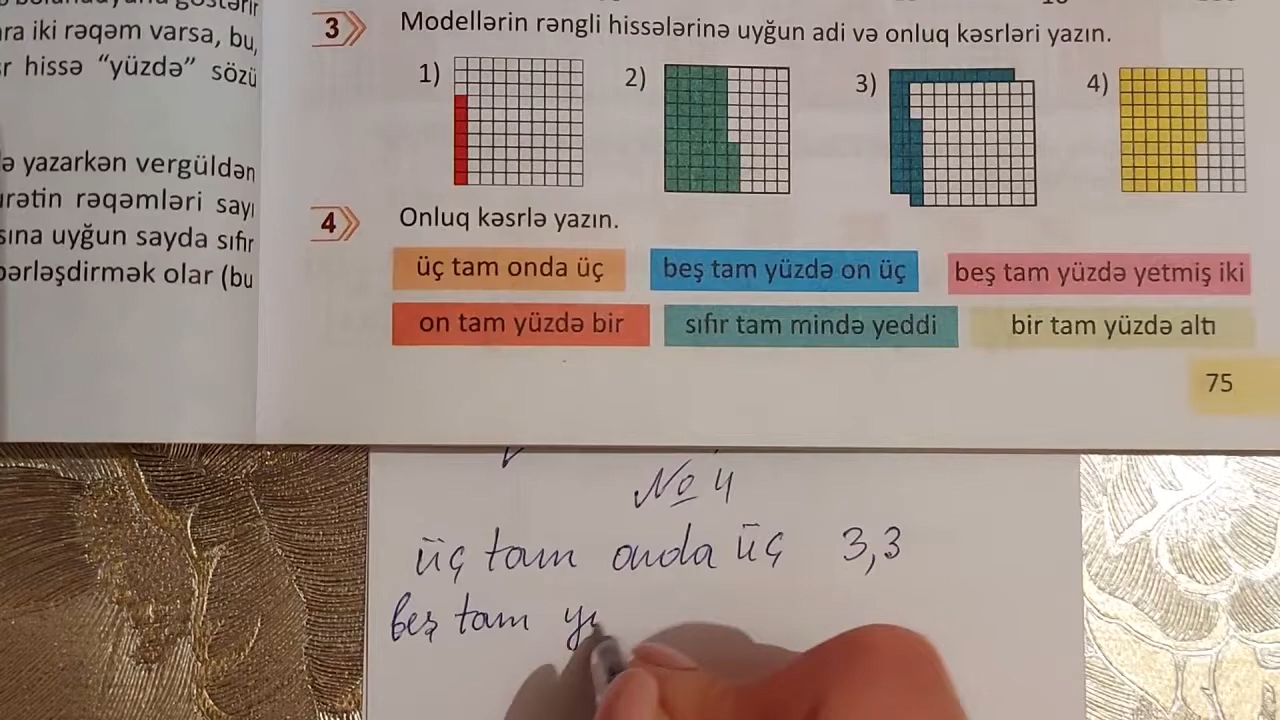 ara iki rəqəm varsa, bu,
r hissə “yüzdə” sözü
ə yazarkən vergüldən
rətin rəqəmləri sayı
sına uyğun sayda sıfır
bərləşdirmək olar (bu
3 Modellərin rəngli hissələrinə uyğun adi və onluq kəsrləri yazın.
1) 2) 3) 4)
4 Onluq kəsrlə yazın.
üç tam onda üç beş tam yüzdə on üç beş tam yüzdə yetmiş iki
on tam yüzdə bir sıfır tam mində yeddi bir tam yüzdə altı
75
№ 4
üç tam onda üç 3,3
beş tam yü